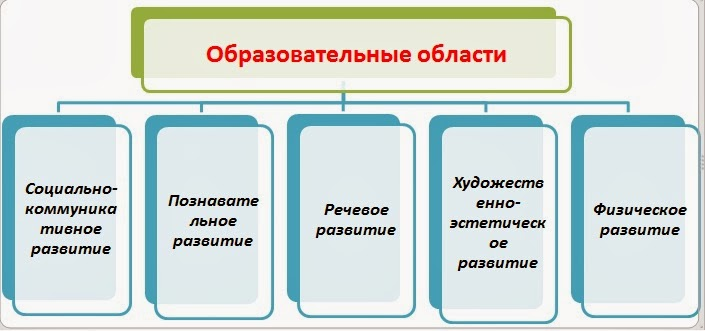 Образовательные области
Социально-
коммуника
тивное
развитие
Познавате
льное
развитие
Речевое
развитие
Художеств
енно-
эстетическ
ое
развитие
Физическое
развитие